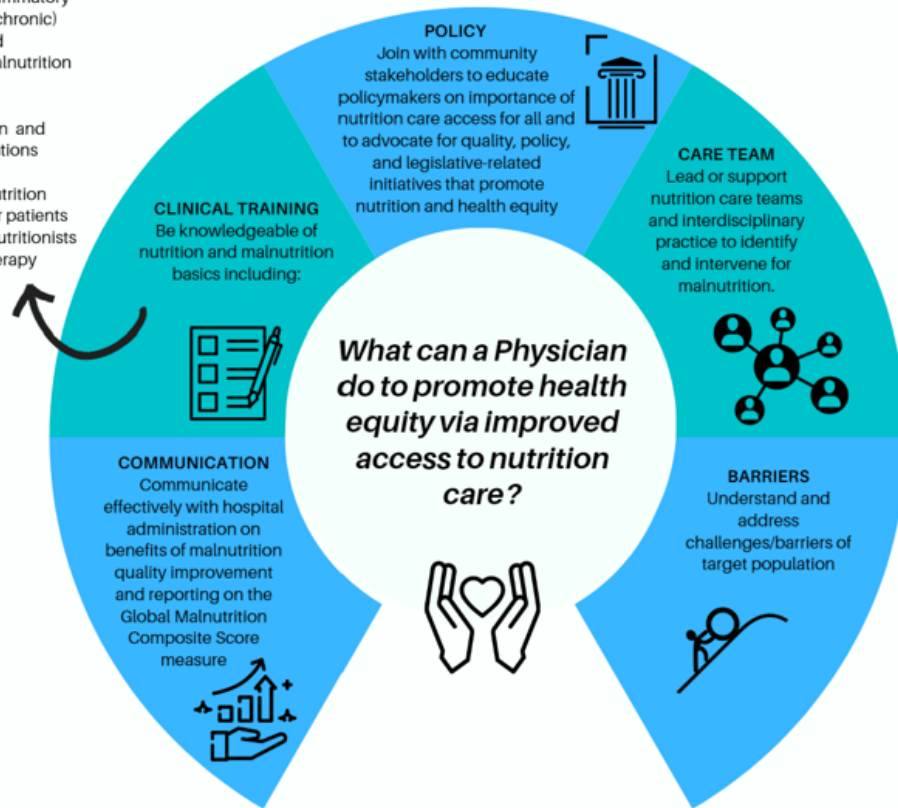 chronic)
lnutrition
n and
tions
trition
r patients
utritionists
erapy
POLICY
Join with community
stakeholders to educate
policymakers on importance of
nutrition care access for all and
to advocate for quality, policy,
and legislative-related
initiatives that promote
nutrition and health equity
CLINICAL TRAINING
Be knowledgeable of
nutrition and malnutrition
basics including:
CARE TEAM
Lead or support
nutrition care teams
and interdisciplinary
practice to identify
and intervene for
malnutrition.
What can a Physician
do to promote health
equity via improved
access to nutrition
care?
COMMUNICATION
Communicate
effectively with hospital
administration on
benefits of malnutrition
quality improvement
and reporting on the
Global Malnutrition
Composite Score
measure
BARRIERS
Understand and
address
challenges/barriers of
target population